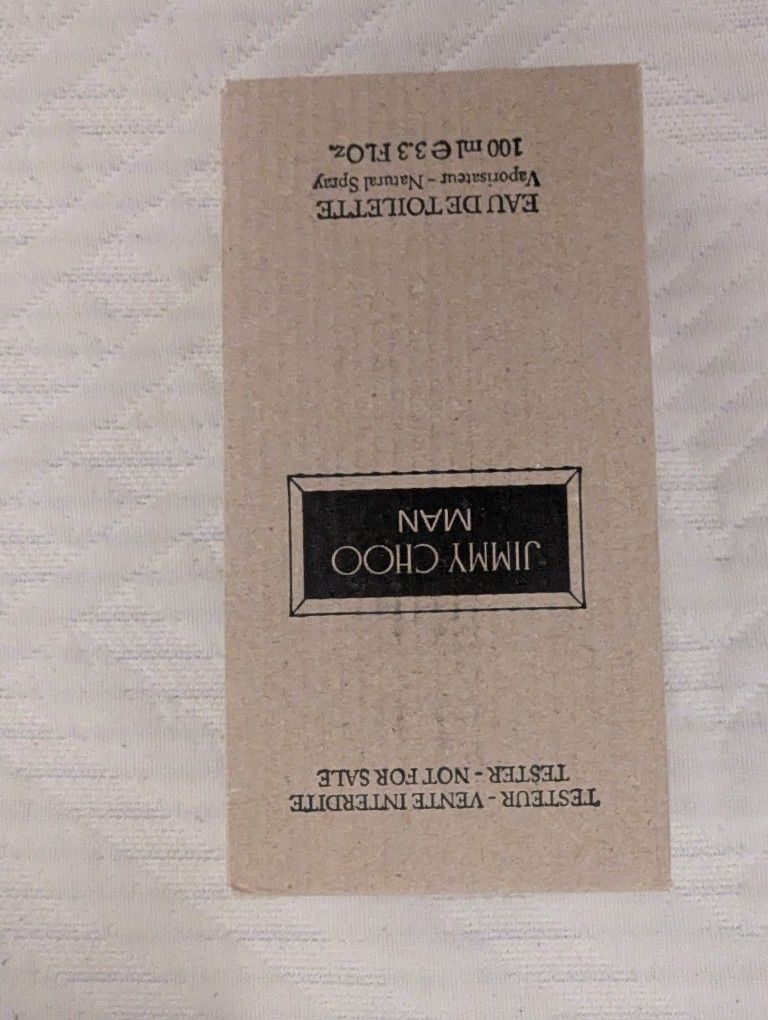 TESTEUR - VENTE INTERDITE
TESTER - NOT FOR SALE
JIMMY CHOO
MAN
EAU DE TOILETTE
Vaporisateur - Natural Spray
100 ml ℮ 3.3 FL Oz.